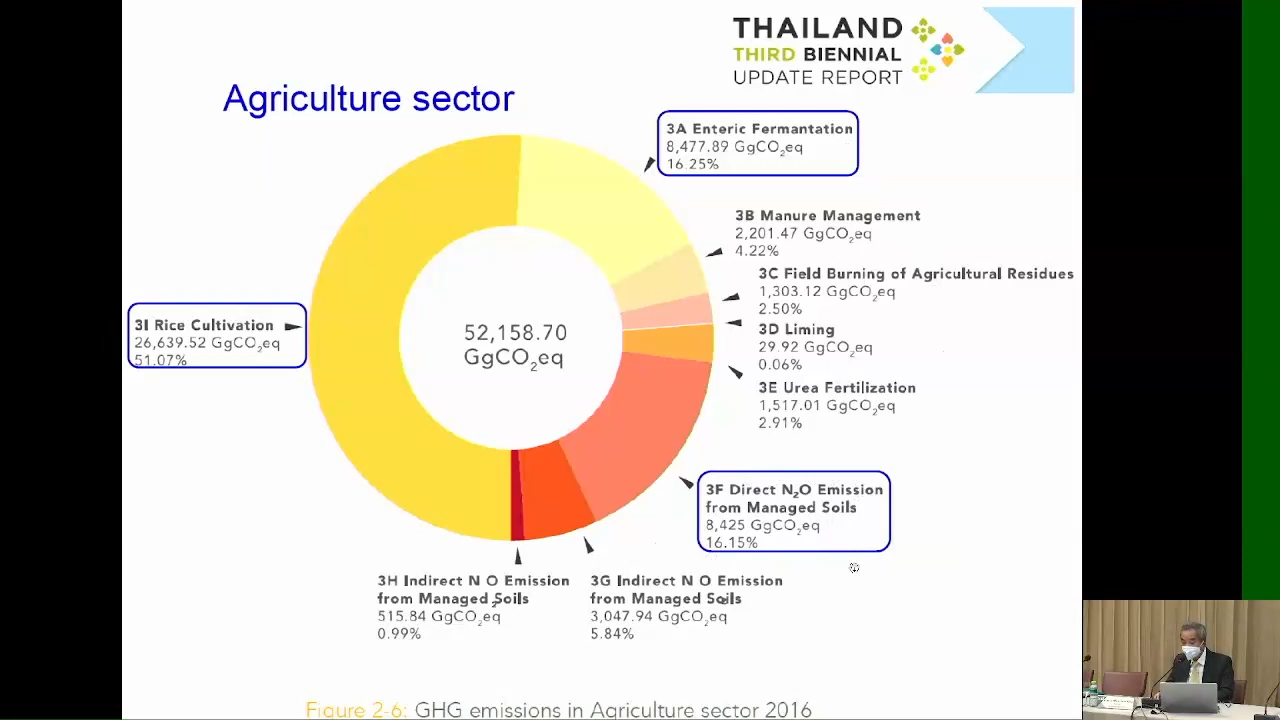 THAILAND
THIRD BIENNIAL
UPDATE REPORT
Agriculture sector
3A Enteric Fermantation
8,477.89 GgCO₂eq
16.25%
3B Manure Management
2,201.47 GgCO₂eq
4.22%
3C Field Burning of Agricultural Residues
1,303.12 GgCO₂eq
2.50%
3D Liming
29.92 GgCO₂eq
0.06%
3E Urea Fertilization
1,517.01 GgCO₂eq
2.91%
3F Direct N₂O Emission
from Managed Soils
8,425 GgCO₂eq
16.15%
3G Indirect N O Emission
from Managed Soils
3,047.94 GgCO₂eq
5.84%
3H Indirect N O Emission
from Managed Soils
515.84 GgCO₂eq
0.99%
3I Rice Cultivation
26,639.52 GgCO₂eq
51.07%
52,158.70
GgCO₂eq
Figure 2-6: GHG emissions in Agriculture sector 2016